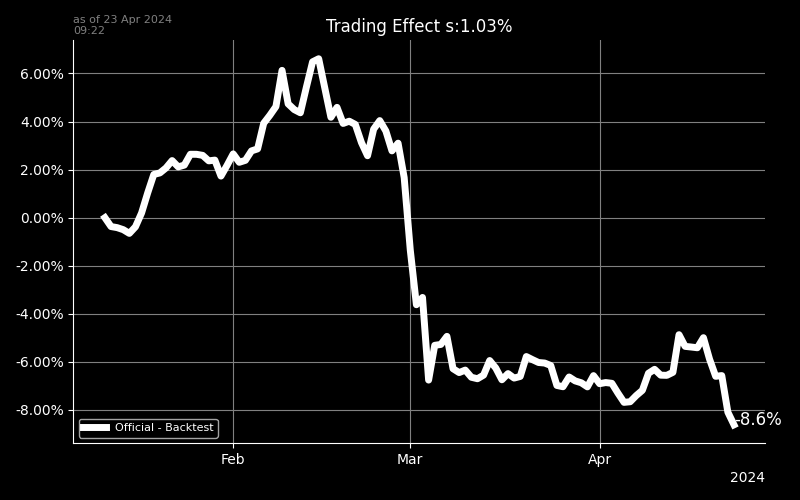 as of 23 Apr 2024
09:22
Trading Effect s:1.03%
6.00%
4.00%
2.00%
0.00%
-2.00%
-4.00%
-6.00%
-8.00%
-8.6%
Official - Backtest
Feb
Mar
Apr
2024